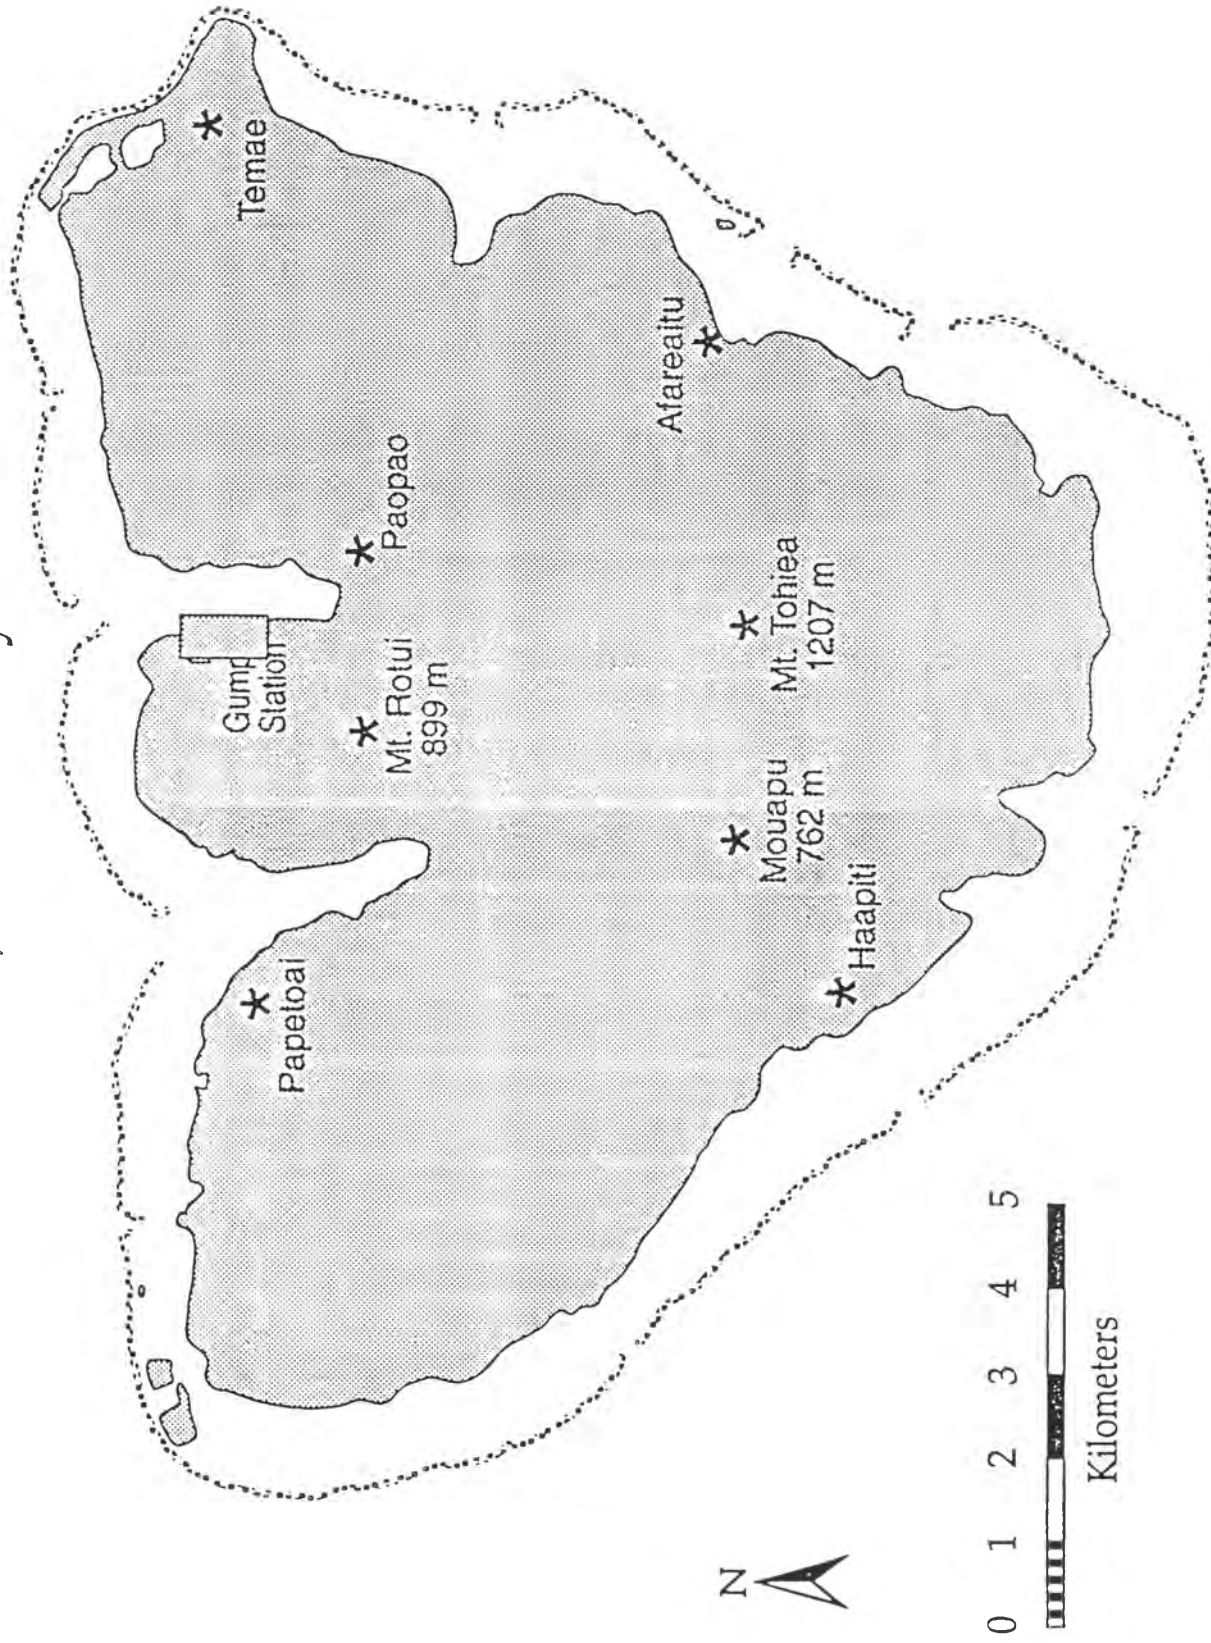 Temae
Paopao
Gump
Station
Mt. Rotui
899 m
Papetoai
Afareaitu
Mt. Tohiea
1207 m
Mouapu
762 m
Haapiti
N
0 1 2 3 4 5
Kilometers